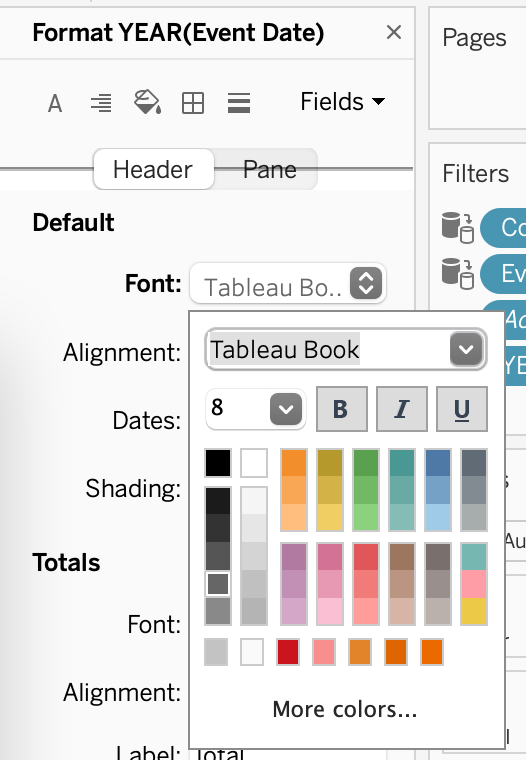 Format YEAR(Event Date)
Pages
A
Fields
Header Pane
Filters
Default
Co
Font: Tableau Bo..
Ev
Tableau Book
Alignment:
YE
8 B I U
Dates:
Shading:
Au
Totals
Font:
Alignment:
More colors...
Label: Total